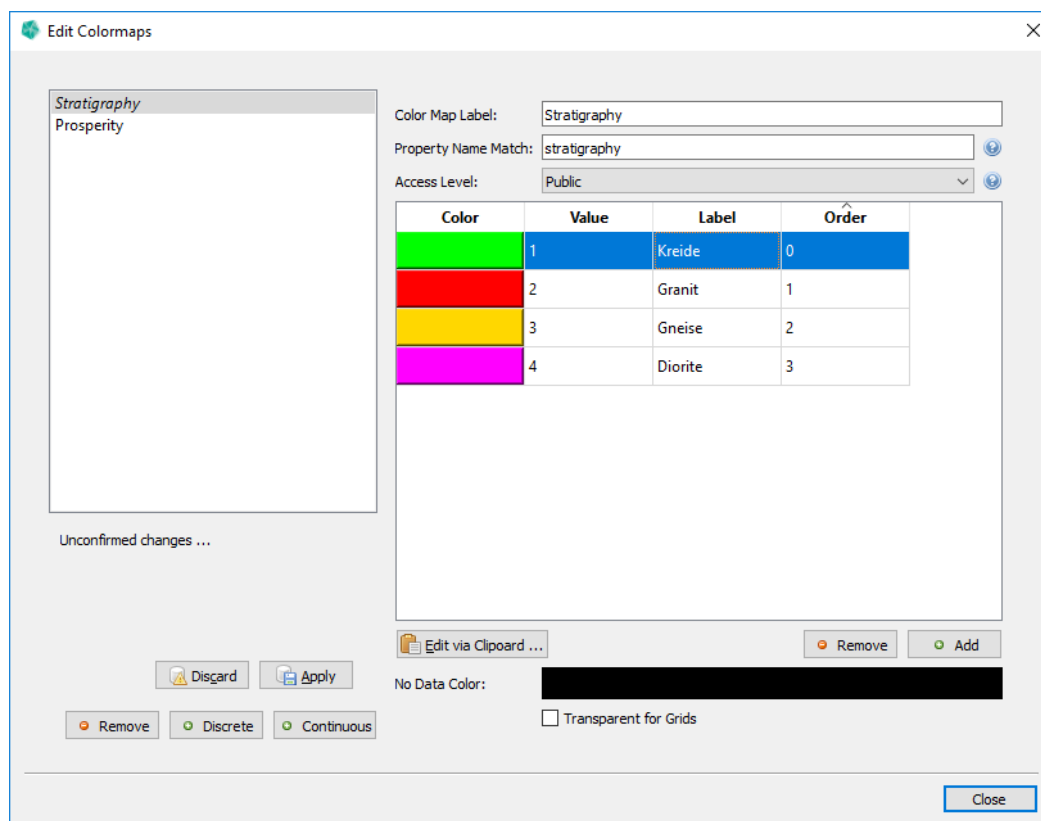 Edit Colormaps
Stratigraphy
Prosperity
Unconfirmed changes ...
Discard Apply
Remove Discrete Continuous
Color Map Label: Stratigraphy
Property Name Match: stratigraphy
Access Level: Public
Color Value Label Order
1 Kreide 0
2 Granit 1
3 Gneise 2
4 Diorite 3
Edit via Clipoard ... Remove Add
No Data Color:
Transparent for Grids
Close